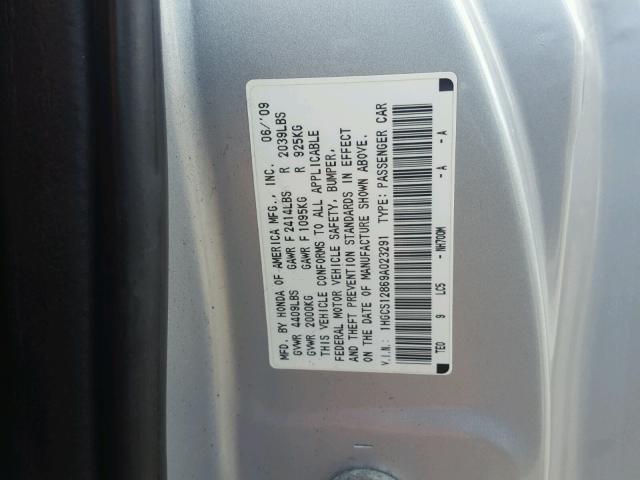 MFD. BY HONDA OF AMERICA MFG., INC. 06/'09
GVWR 4409LBS GAWR F 2414LBS R 2039LBS
GVWR 2000KG GAWR F 1095KG R 925KG
THIS VEHICLE CONFORMS TO ALL APPLICABLE
FEDERAL MOTOR VEHICLE SAFETY, BUMPER,
AND THEFT PREVENTION STANDARDS IN EFFECT
ON THE DATE OF MANUFACTURE SHOWN ABOVE.
V.I.N.: 1HGCS12869A023291 TYPE: PASSENGER CAR
TE0 9 LC5 - NH700M - A - A